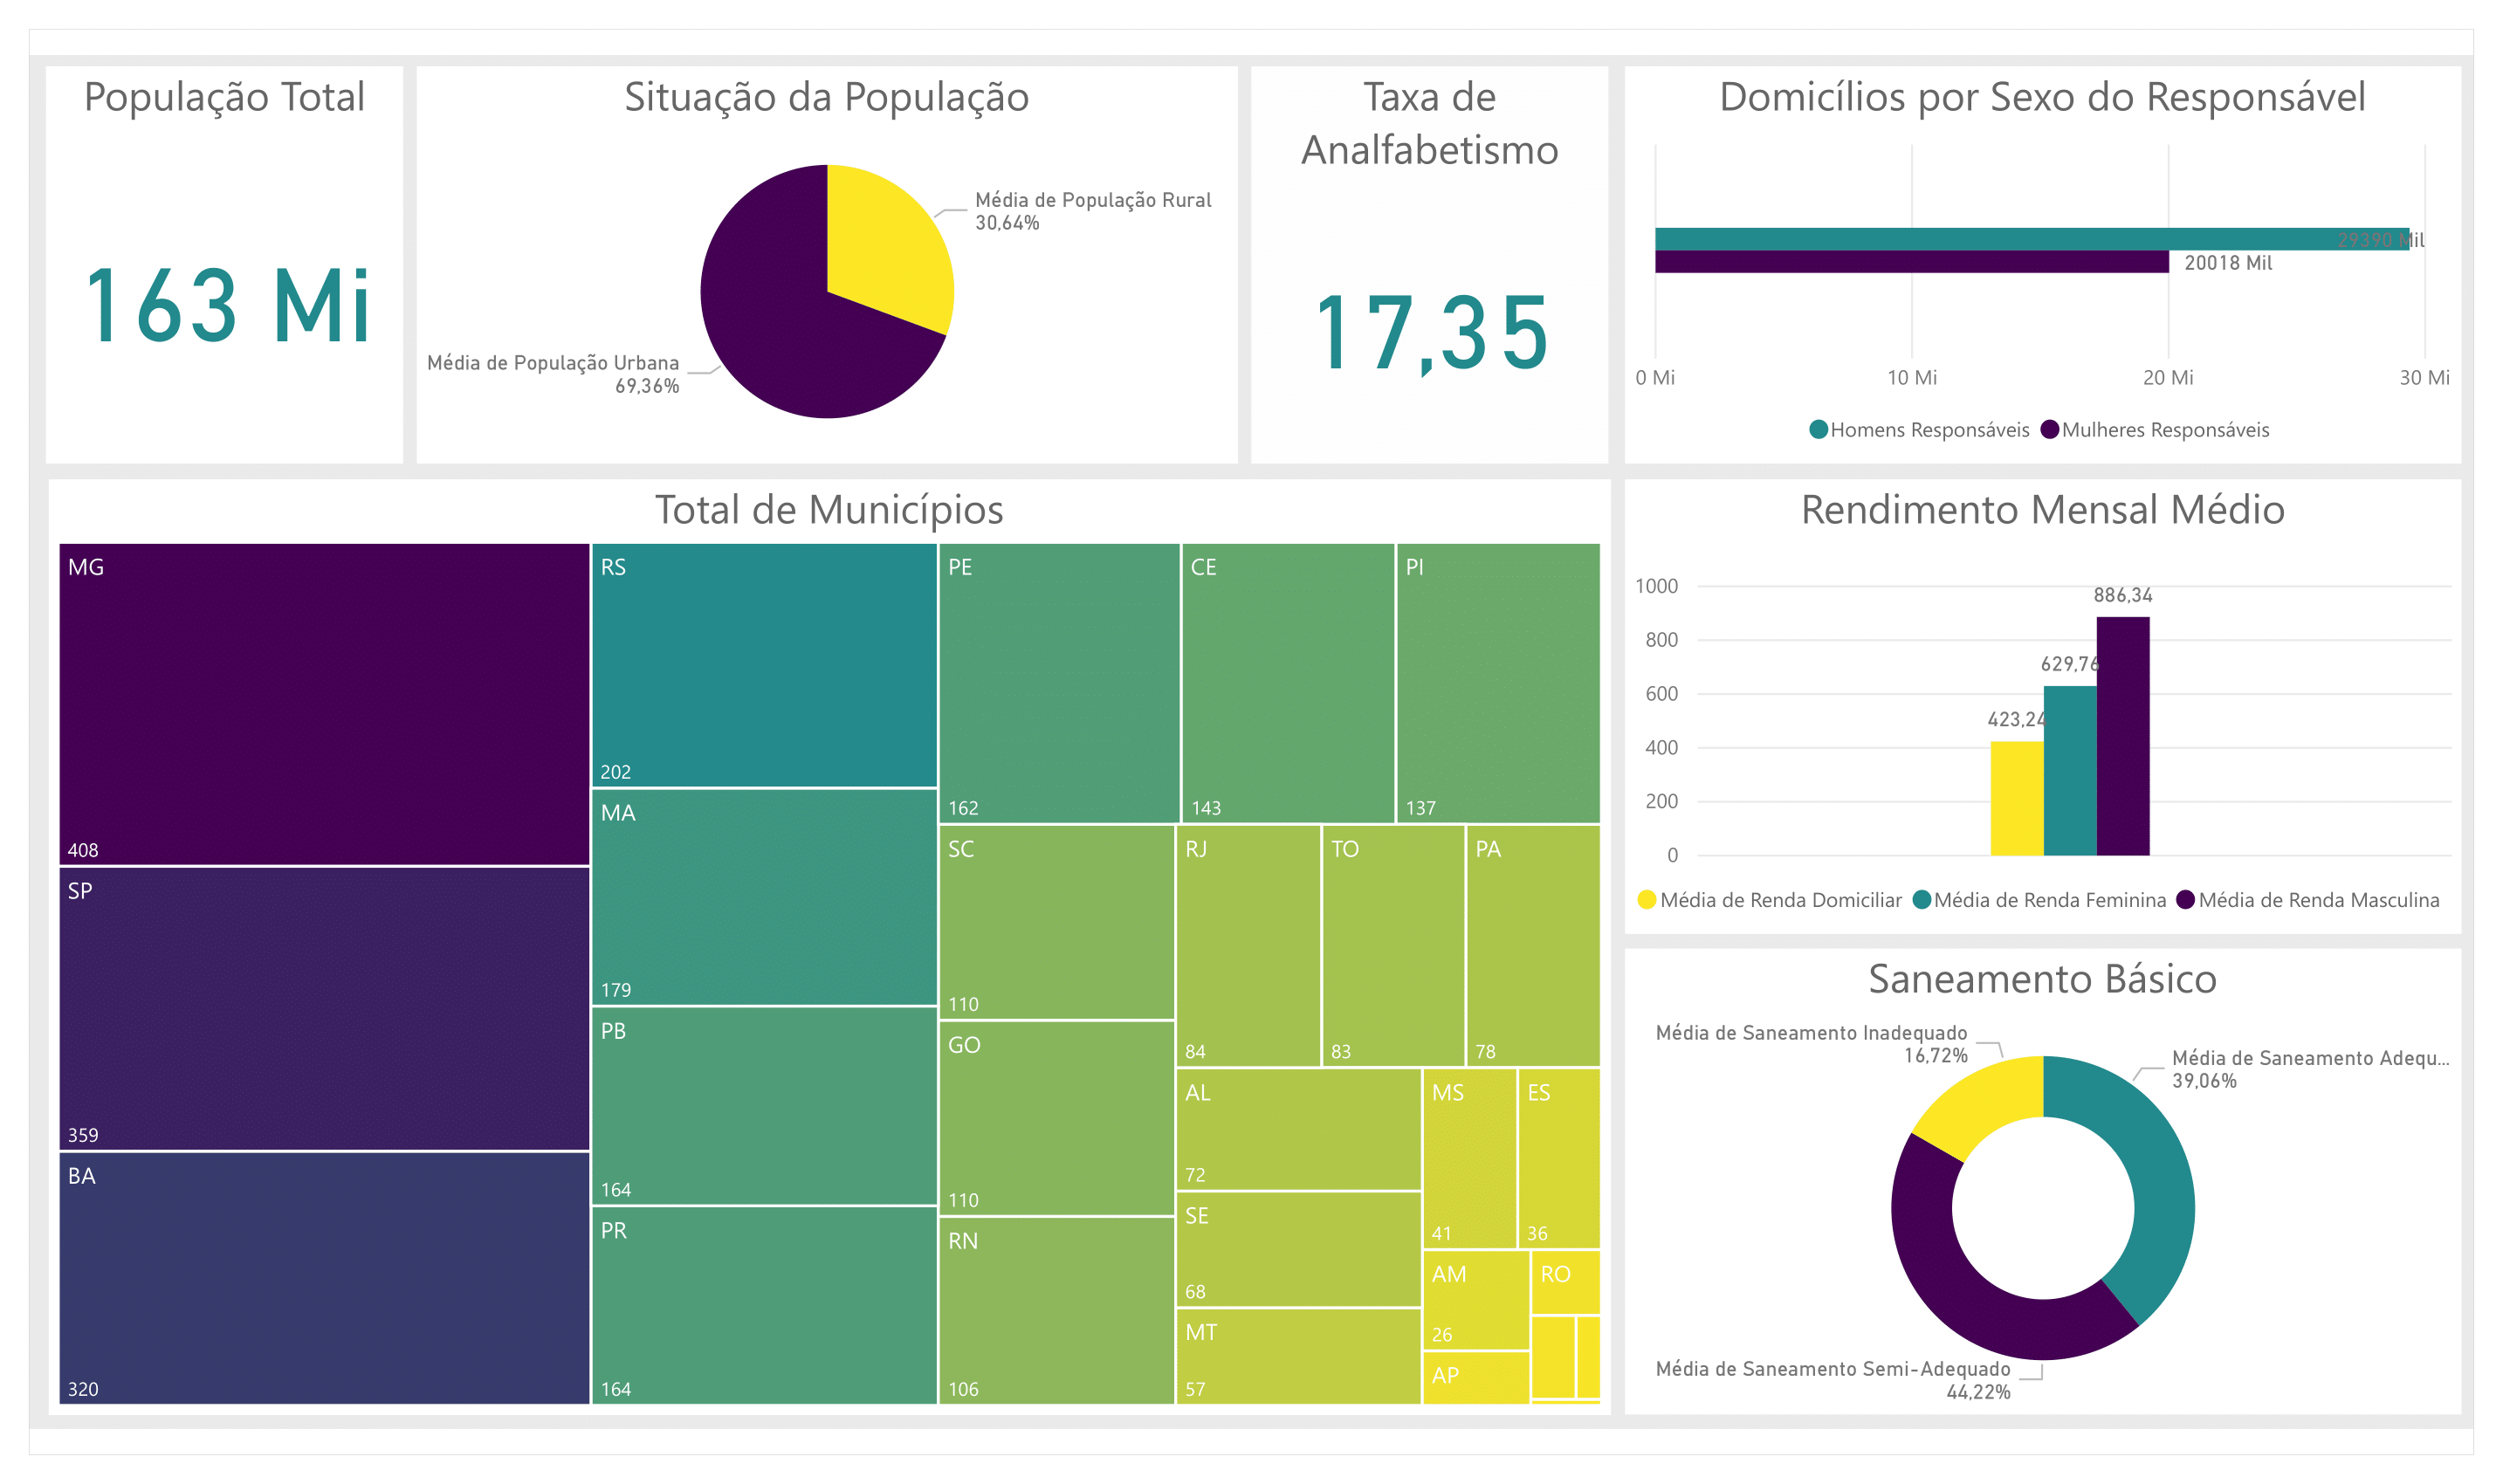 População Total
163 Mi
Situação da População
Média de População Rural
30,64%
Média de População Urbana
69,36%
Taxa de
Analfabetismo
17,35
Domicílios por Sexo do Responsável
29390 Mil
20018 Mil
0 Mi 10 Mi 20 Mi 30 Mi
Homens Responsáveis Mulheres Responsáveis
Total de Municípios
MG
408
SP
359
BA
320
RS
202
MA
179
PB
164
PR
164
PE
162
CE
143
PI
137
SC
110
GO
110
RN
106
RJ
84
TO
83
PA
78
AL
72
SE
68
MT
57
MS
41
ES
36
AM
26
AP
RO
Rendimento Mensal Médio
1000
800
600
400
200
0
423,24
629,76
886,34
Média de Renda Domiciliar Média de Renda Feminina Média de Renda Masculina
Saneamento Básico
Média de Saneamento Inadequado
16,72%
Média de Saneamento Adequ...
39,06%
Média de Saneamento Semi-Adequado
44,22%